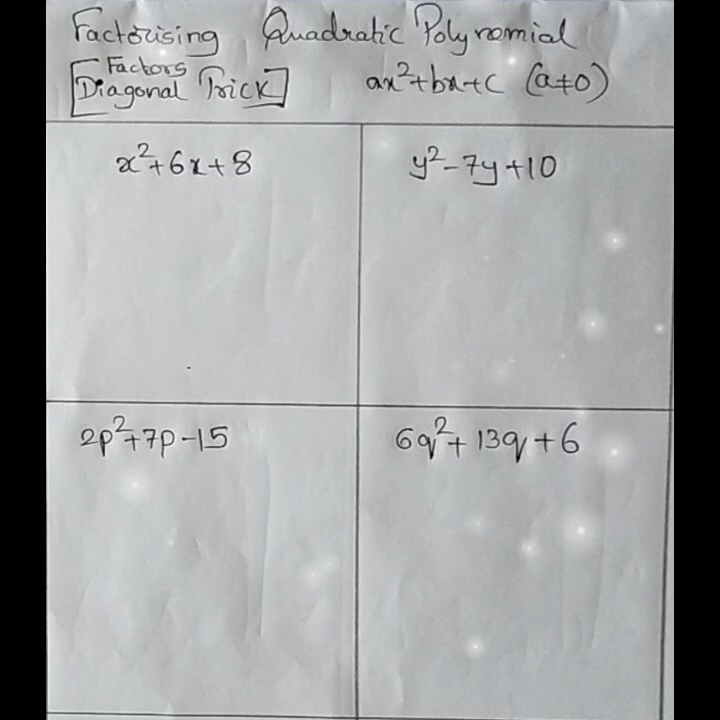 Factorising Quadratic Polynomial
Factors
[Diagonal Trick] ax²+bx+c (a≠0)
x²+6x+8
y²-7y+10
2p²+7p-15
6q²+13q+6